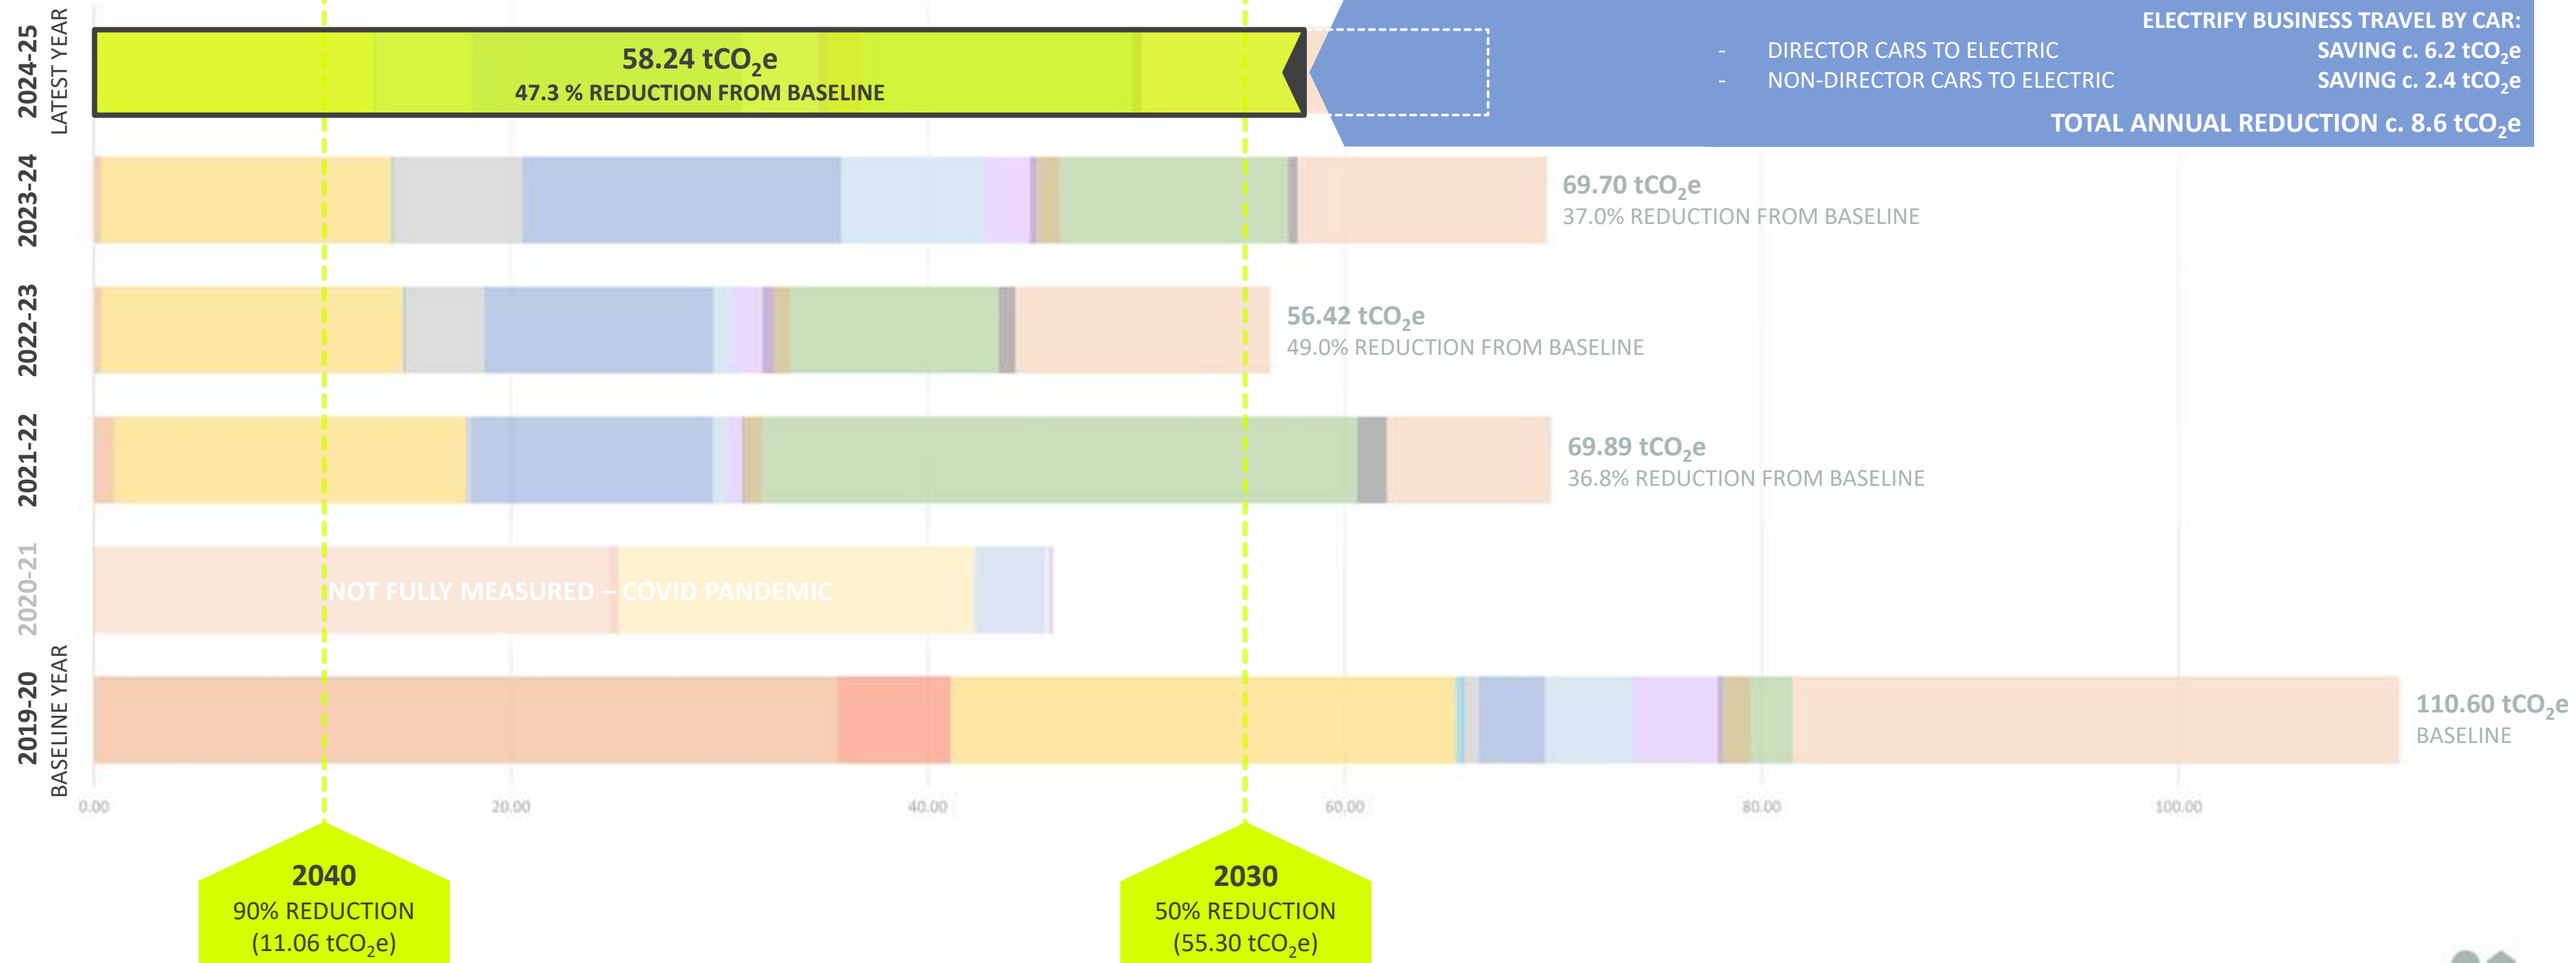 2024-25
LATEST YEAR
58.24 tCO₂e
47.3 % REDUCTION FROM BASELINE
ELECTRIFY BUSINESS TRAVEL BY CAR:
- DIRECTOR CARS TO ELECTRIC SAVING c. 6.2 tCO₂e
- NON-DIRECTOR CARS TO ELECTRIC SAVING c. 2.4 tCO₂e
TOTAL ANNUAL REDUCTION c. 8.6 tCO₂e
2023-24
69.70 tCO₂e
37.0% REDUCTION FROM BASELINE
2022-23
56.42 tCO₂e
49.0% REDUCTION FROM BASELINE
2021-22
69.89 tCO₂e
36.8% REDUCTION FROM BASELINE
2020-21
NOT FULLY MEASURED – COVID PANDEMIC
2019-20
BASELINE YEAR
110.60 tCO₂e
BASELINE
0.00 20.00 40.00 60.00 80.00 100.00
2040
90% REDUCTION
(11.06 tCO₂e)
2030
50% REDUCTION
(55.30 tCO₂e)